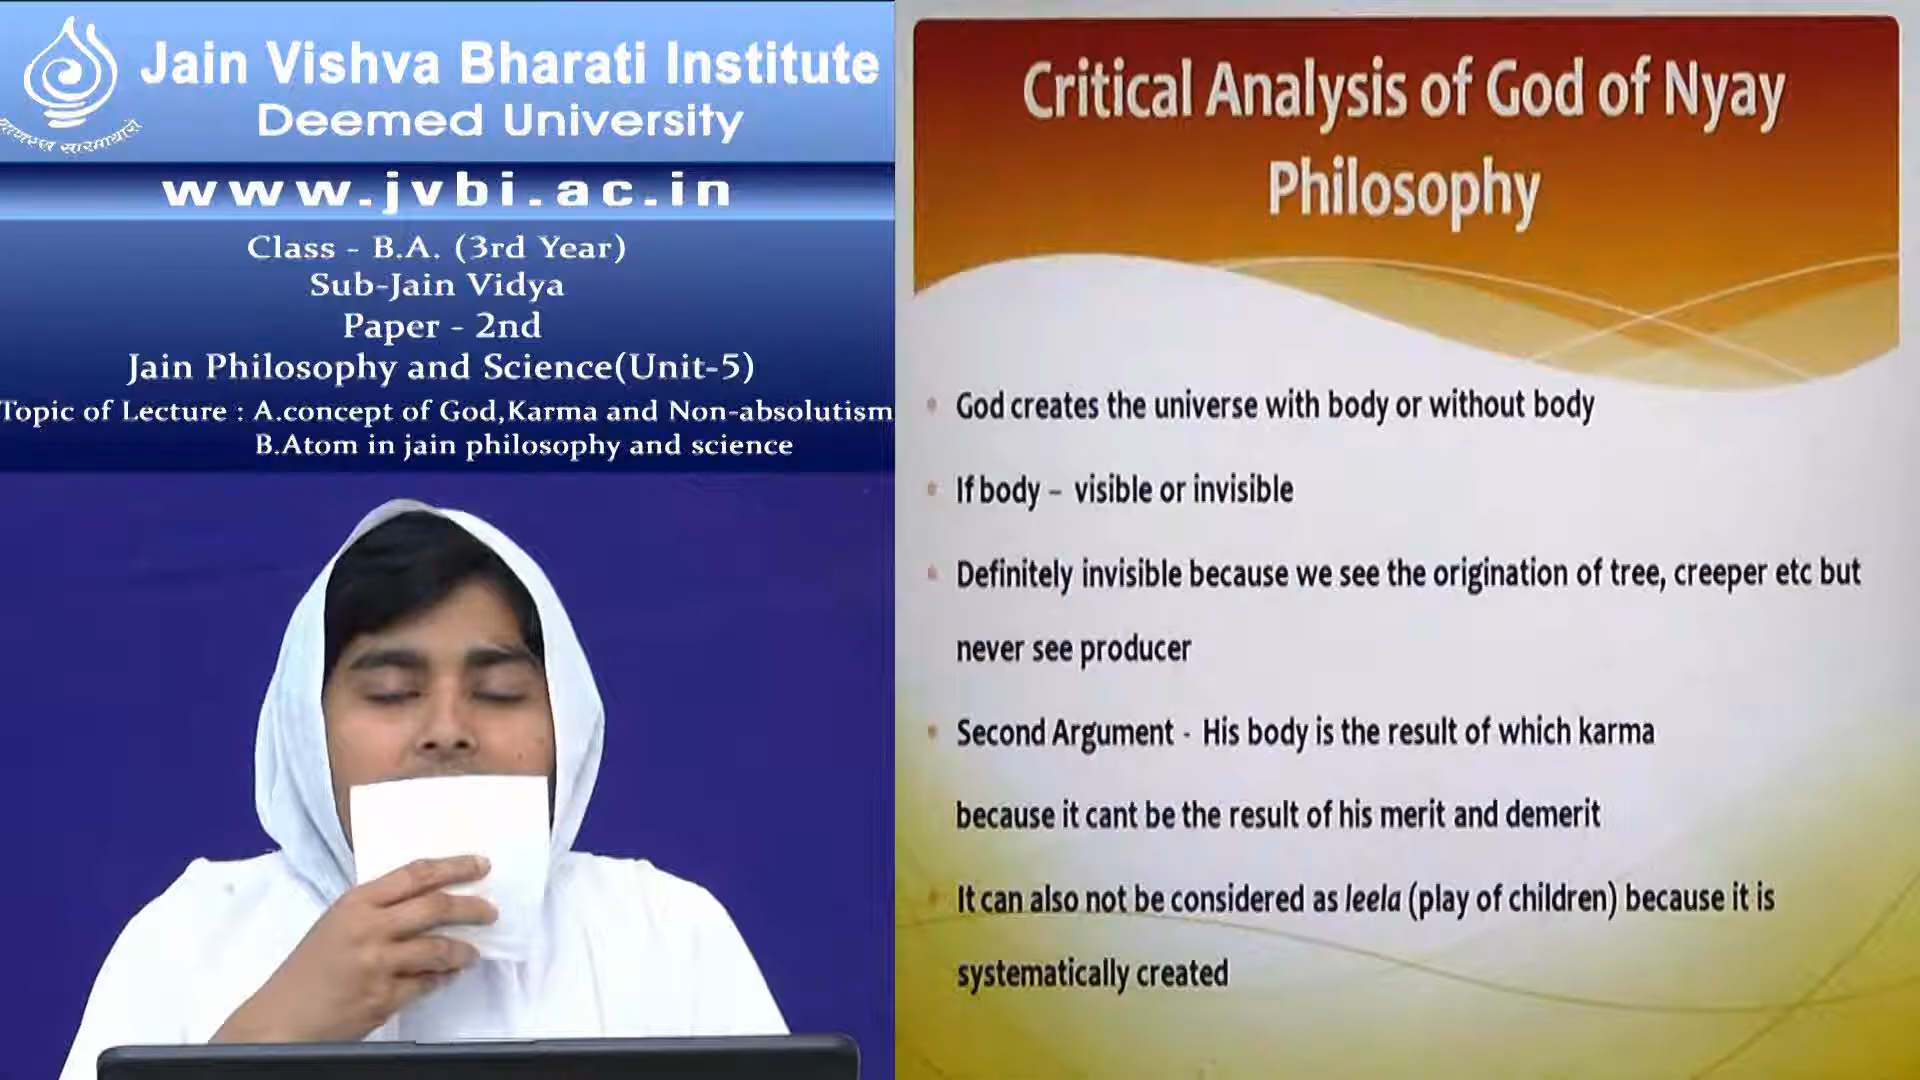 Jain Vishva Bharati Institute
Deemed University
www.jvbi.ac.in
Class - B.A. (3rd Year)
Sub-Jain Vidya
Paper - 2nd
Jain Philosophy and Science(Unit-5)
Topic of Lecture : A.concept of God,Karma and Non-absolutism
B.Atom in jain philosophy and science
Critical Analysis of God of Nyay
Philosophy
God creates the universe with body or without body
If body – visible or invisible
Definitely invisible because we see the origination of tree, creeper etc but
never see producer
Second Argument - His body is the result of which karma
because it cant be the result of his merit and demerit
It can also not be considered as leela (play of children) because it is
systematically created